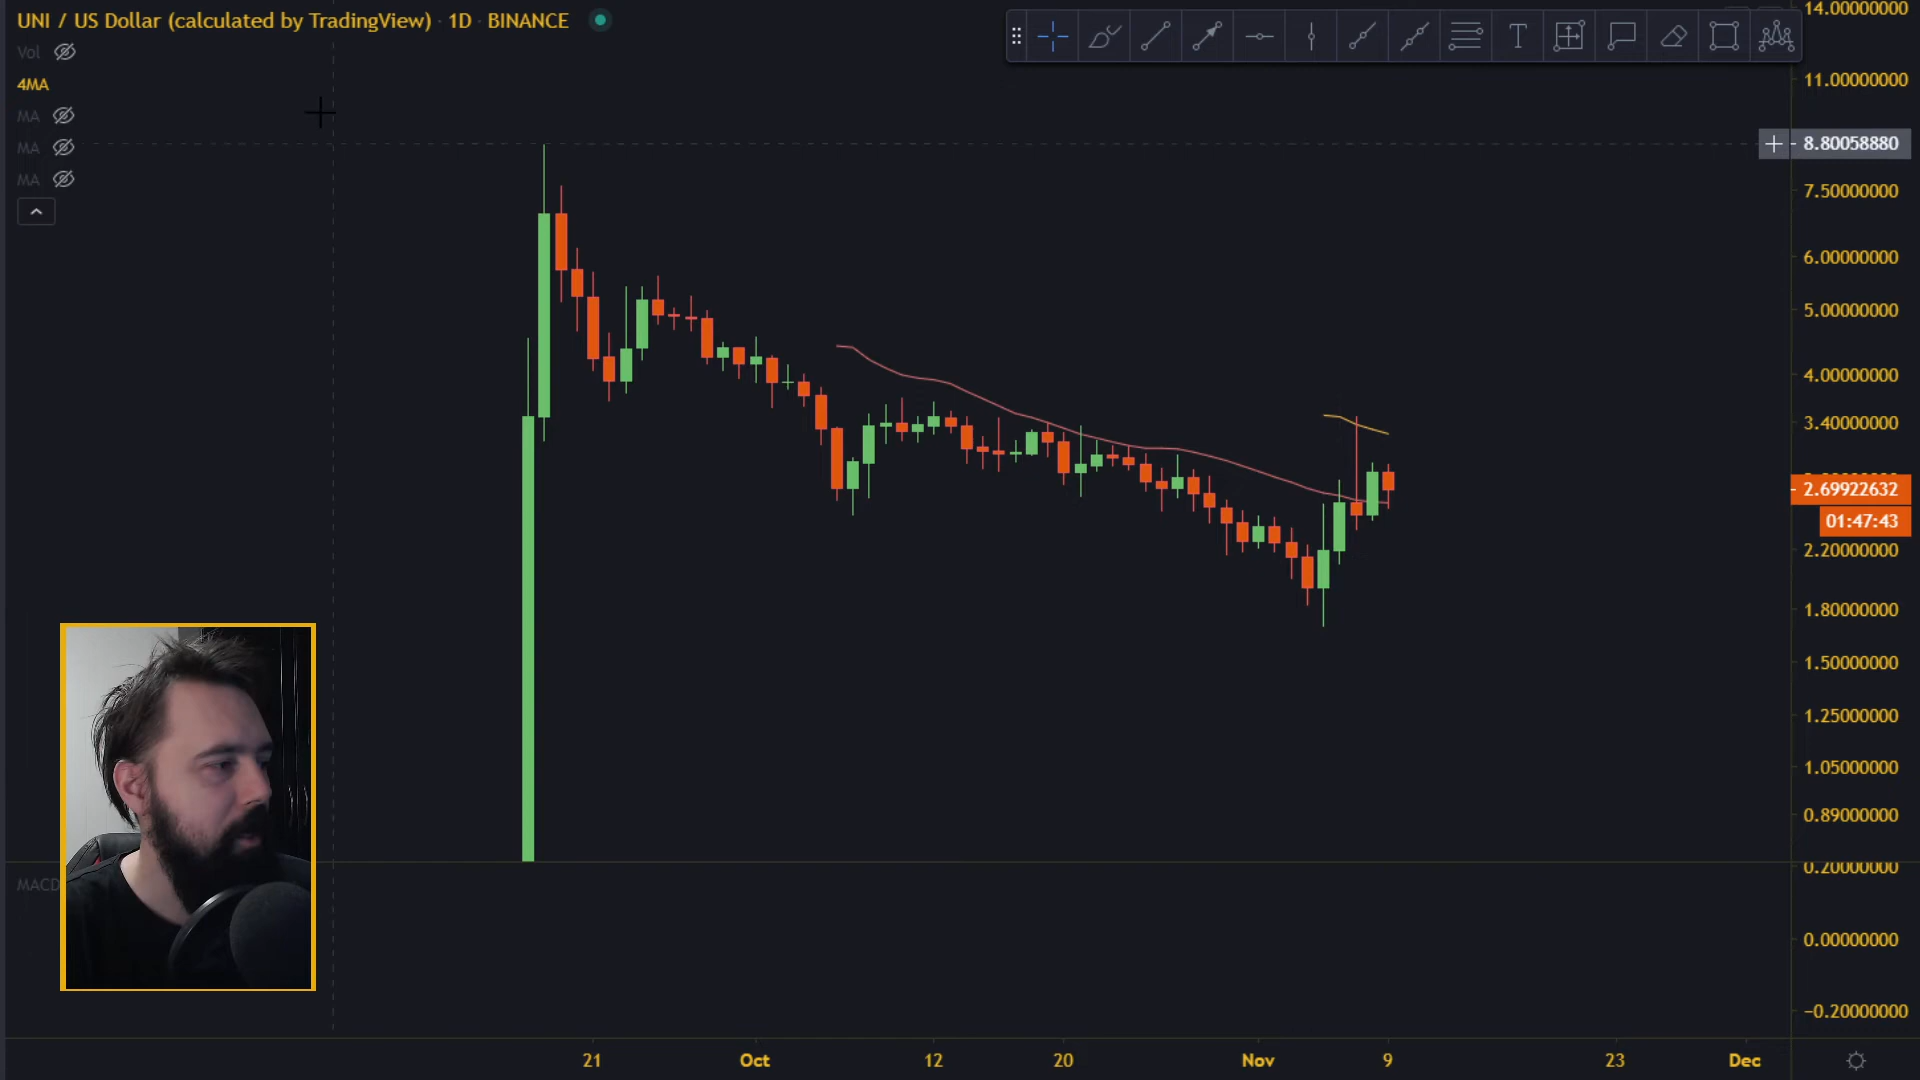 UNI / US Dollar (calculated by TradingView) · 1D · BINANCE
Vol
4MA
MA
MA
MA
T
14.00000000
11.00000000
8.80058880
7.50000000
6.00000000
5.00000000
4.00000000
3.40000000
2.69922632
01:47:43
2.20000000
1.80000000
1.50000000
1.25000000
1.05000000
0.89000000
MACD
0.20000000
0.00000000
−0.20000000
21
Oct
12
20
Nov
9
23
Dec